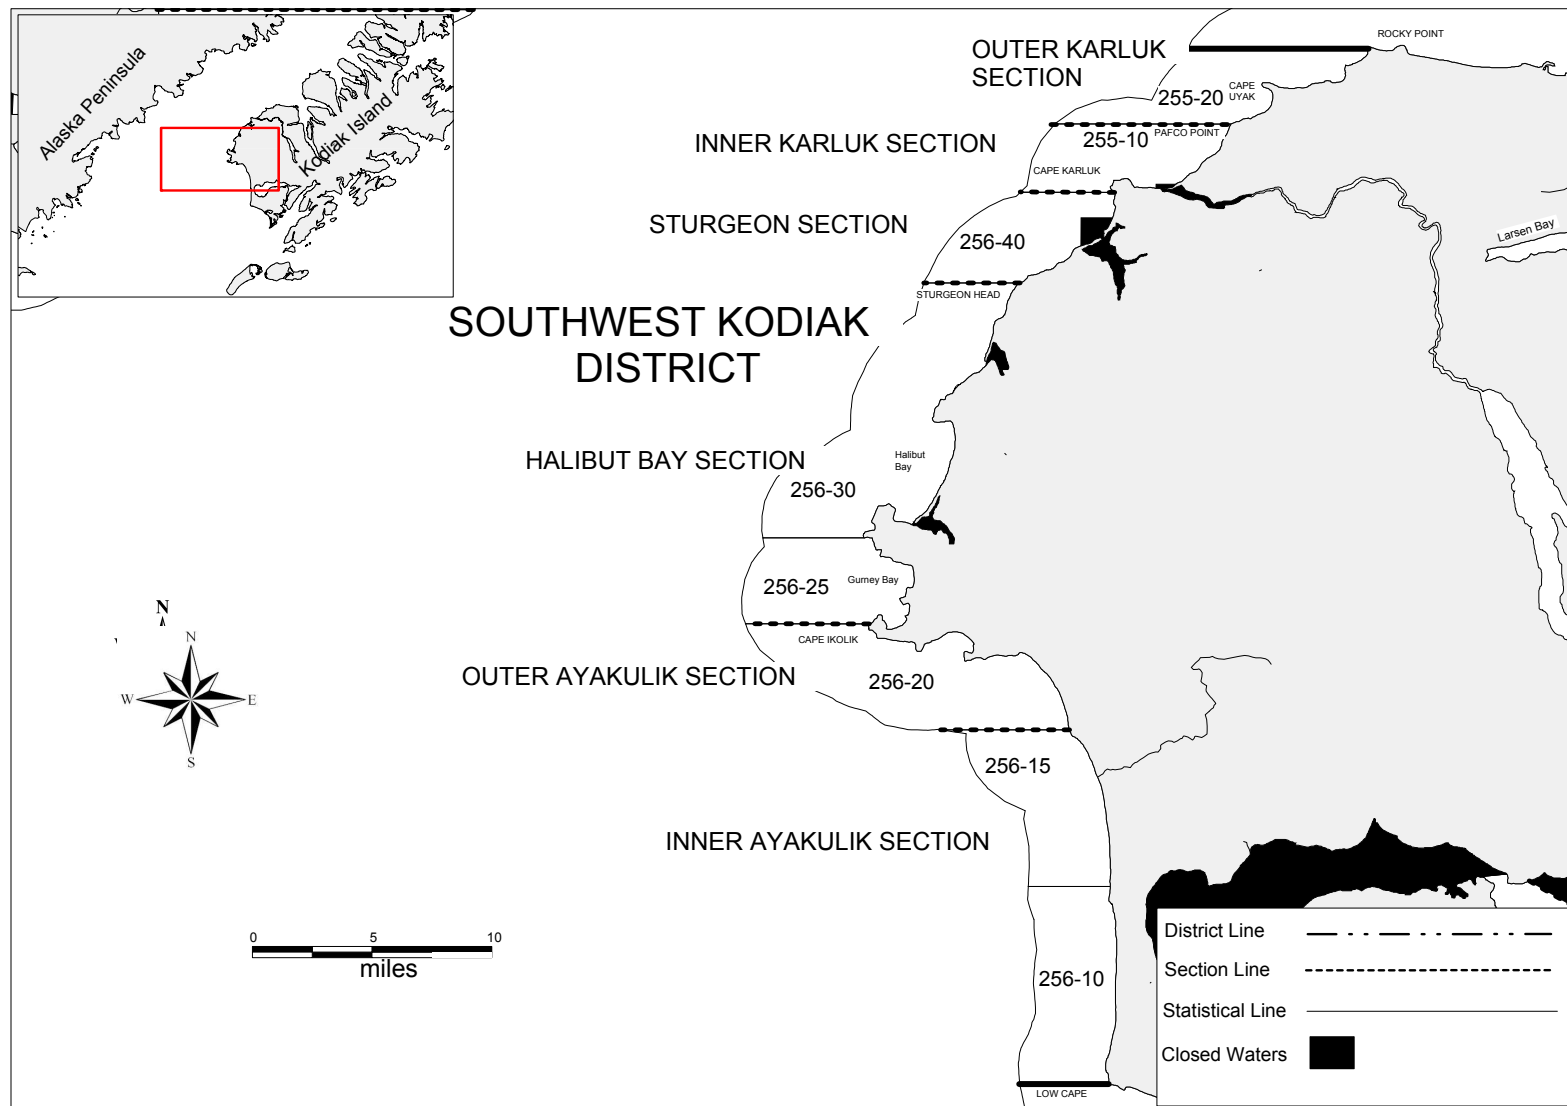 Alaska Peninsula
Kodiak Island
ROCKY POINT
OUTER KARLUK
SECTION
255-20
CAPE
UYAK
INNER KARLUK SECTION
255-10
PAFCO POINT
CAPE KARLUK
STURGEON SECTION
256-40
Larsen Bay
STURGEON HEAD
SOUTHWEST KODIAK
DISTRICT
HALIBUT BAY SECTION
Halibut
Bay
256-30
256-25
Gurney Bay
CAPE IKOLIK
OUTER AYAKULIK SECTION
256-20
N
N
W
E
S
256-15
INNER AYAKULIK SECTION
0 5 10
miles
256-10
LOW CAPE
District Line
Section Line
Statistical Line
Closed Waters